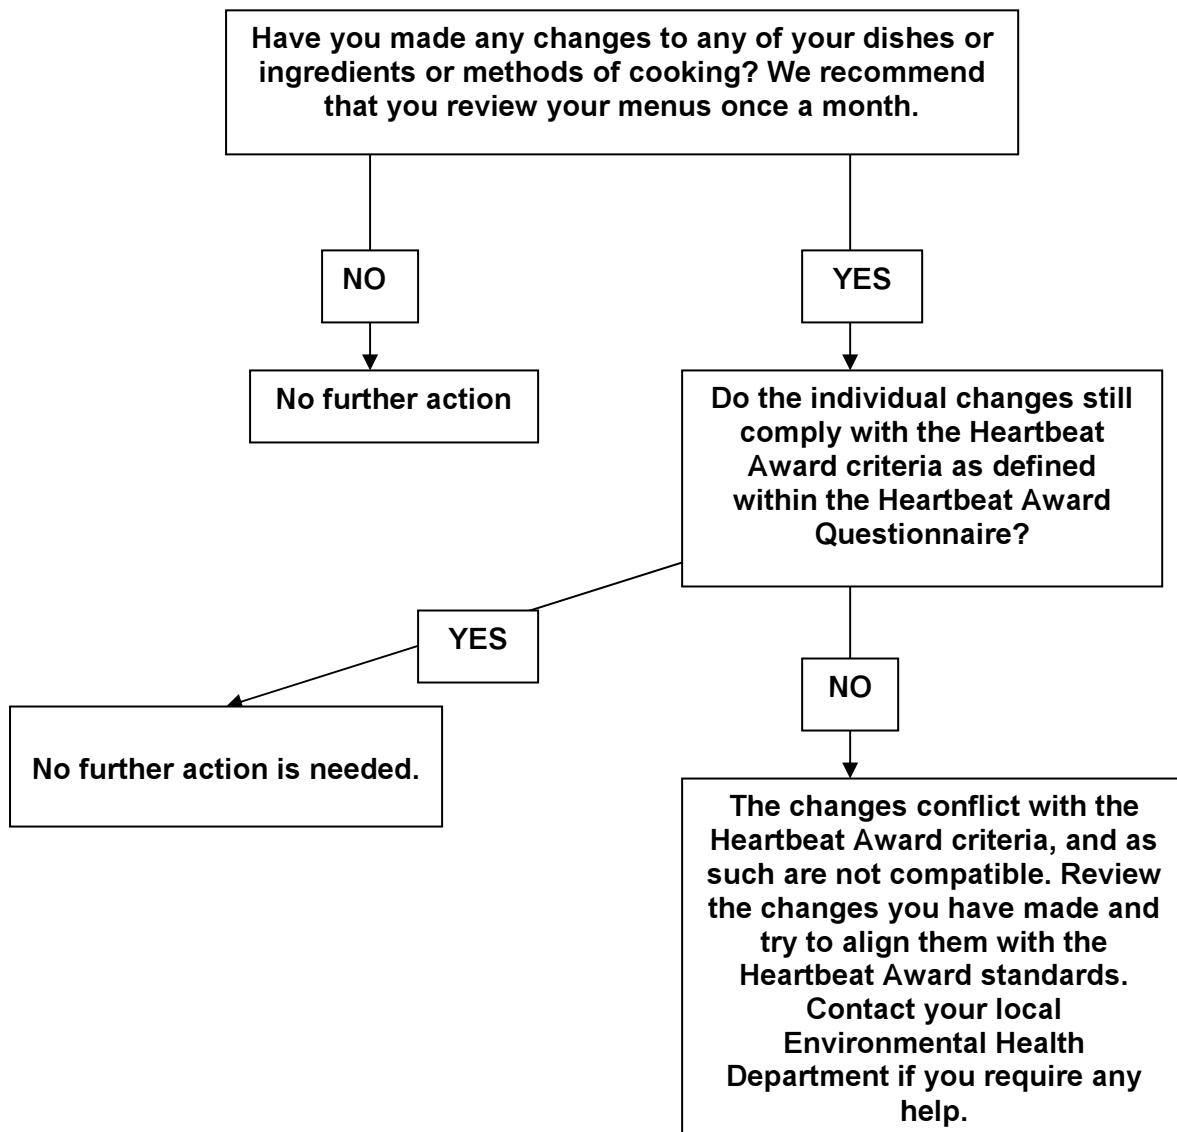 Have you made any changes to any of your dishes or
ingredients or methods of cooking? We recommend
that you review your menus once a month.
NO
YES
No further action
Do the individual changes still
comply with the Heartbeat
Award criteria as defined
within the Heartbeat Award
Questionnaire?
YES
NO
No further action is needed.
The changes conflict with the
Heartbeat Award criteria, and as
such are not compatible. Review
the changes you have made and
try to align them with the
Heartbeat Award standards.
Contact your local
Environmental Health
Department if you require any
help.